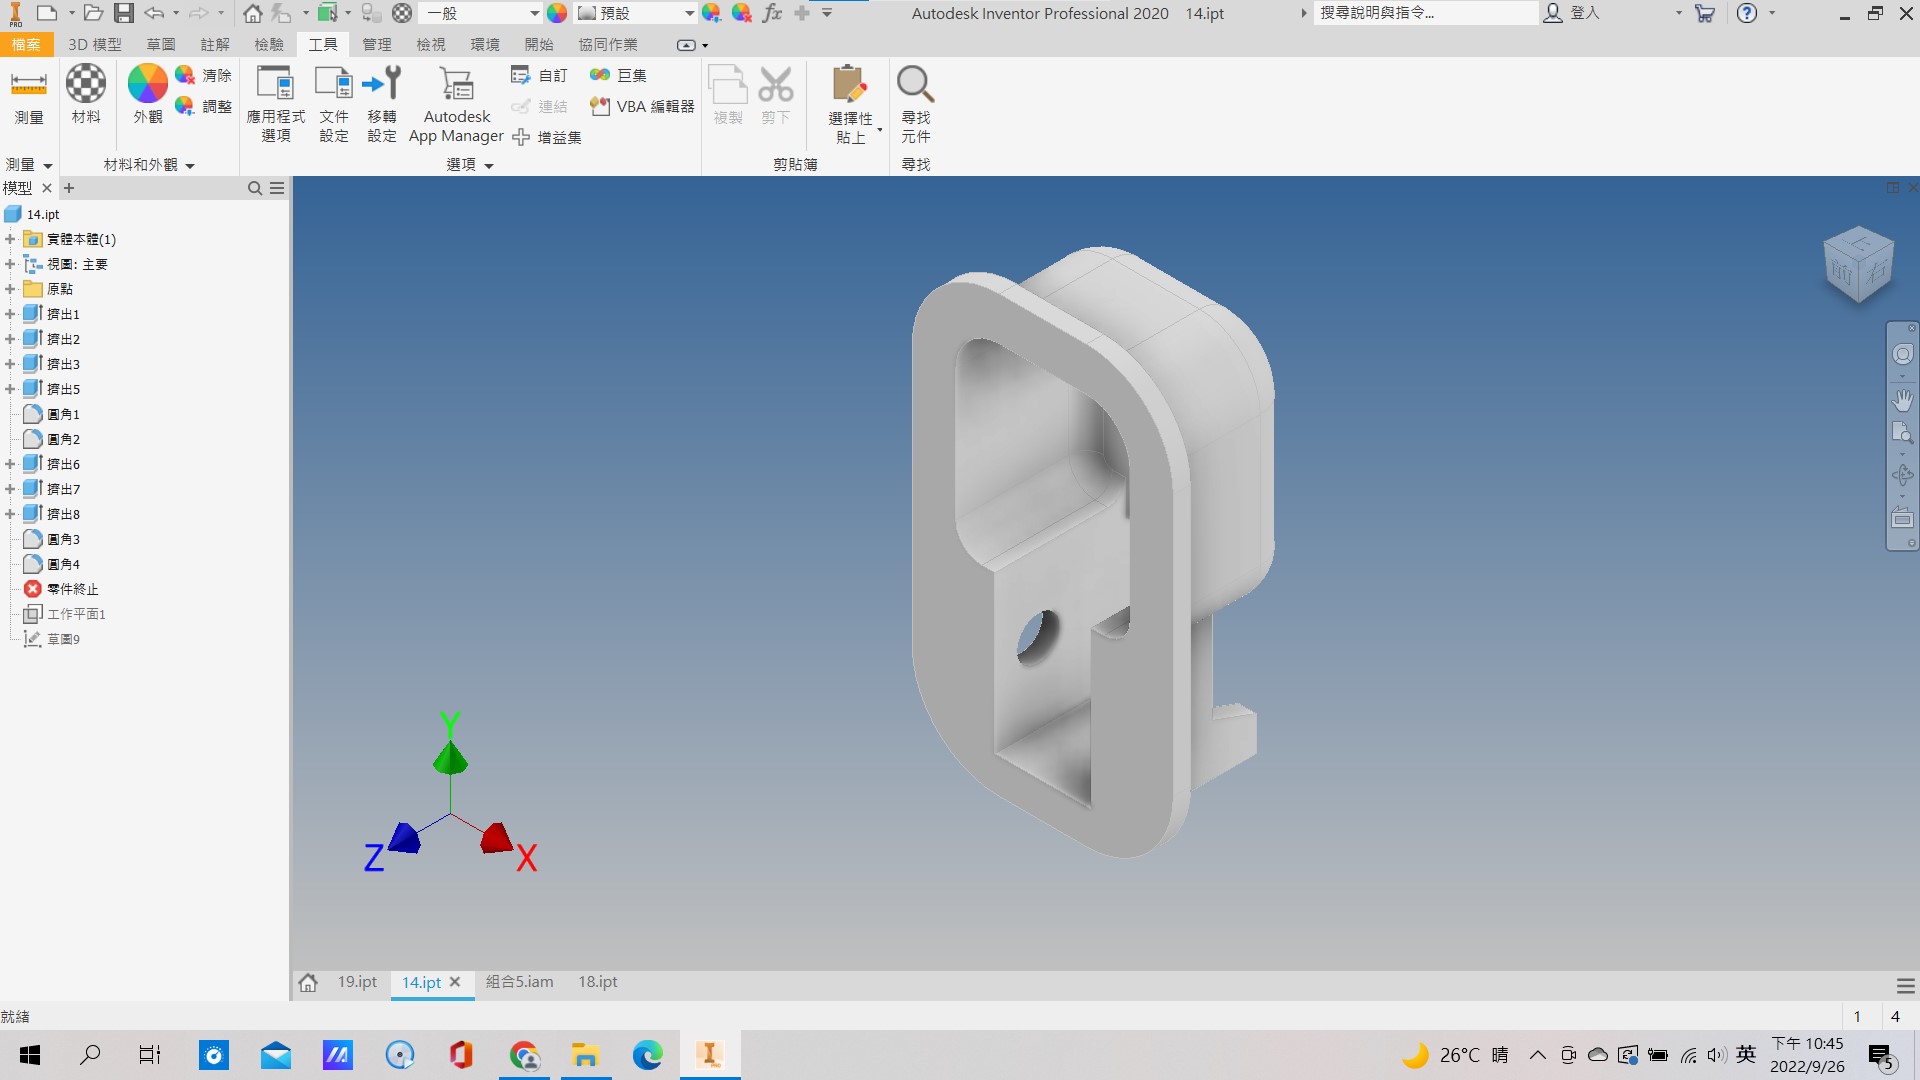 一般
預設
fx
Autodesk Inventor Professional 2020 14.ipt
搜尋說明與指令...
登入
檔案 3D 模型 草圖 註解 檢驗 工具 管理 檢視 環境 開始 協同作業
測量
材料
外觀
清除
調整
應用程式
選項
文件
設定
移轉
設定
Autodesk
App Manager
自訂
連結
增益集
巨集
VBA 編輯器
複製
剪下
選擇性
貼上
尋找
元件
測量
材料和外觀
選項
剪貼簿
尋找
模型
14.ipt
實體本體(1)
視圖: 主要
原點
擠出1
擠出2
擠出3
擠出5
圓角1
圓角2
擠出6
擠出7
擠出8
圓角3
圓角4
零件終止
工作平面1
草圖9
上
前 右
Y
Z
X
19.ipt 14.ipt 組合5.iam 18.ipt
就緒
1 4
26°C 晴
英
下午 10:45
2022/9/26
5